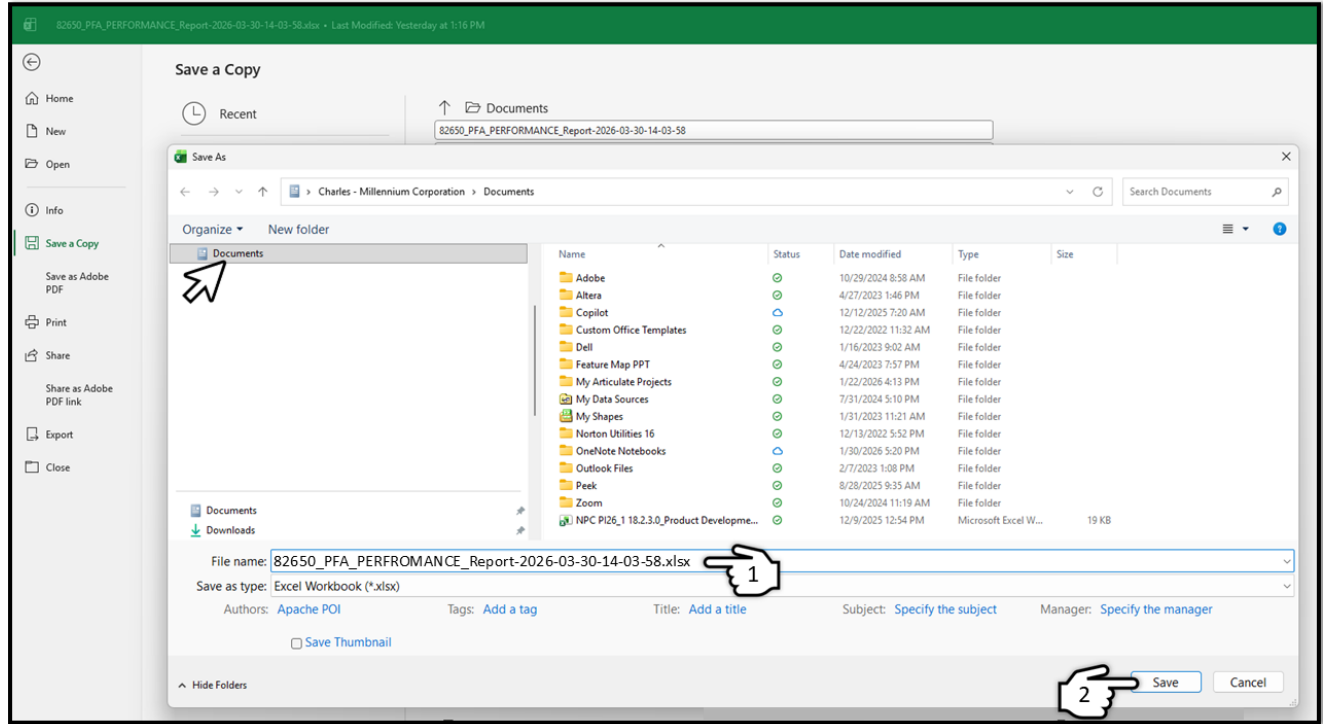 82650_PFA_PERFORMANCE_Report-2026-03-30-14-03-58.xlsx • Last Modified: Yesterday at 1:16 PM
Save a Copy
Home
New
Open
Info
Save a Copy
Save as Adobe
PDF
Print
Share
Share as Adobe
PDF link
Export
Close
Recent
Documents
82650_PFA_PERFORMANCE_Report-2026-03-30-14-03-58
Save As
Charles - Millennium Corporation > Documents
Search Documents
Organize New folder
Documents
Name Status Date modified Type Size
Adobe 10/29/2024 8:58 AM File folder
Altera 4/27/2023 1:46 PM File folder
Copilot 12/12/2025 7:20 AM File folder
Custom Office Templates 12/22/2022 11:32 AM File folder
Dell 1/16/2023 9:02 AM File folder
Feature Map PPT 4/24/2023 7:57 PM File folder
My Articulate Projects 1/22/2026 4:13 PM File folder
My Data Sources 7/31/2024 5:10 PM File folder
My Shapes 1/31/2023 11:21 AM File folder
Norton Utilities 16 12/13/2022 5:52 PM File folder
OneNote Notebooks 1/30/2026 5:20 PM File folder
Outlook Files 2/7/2023 1:08 PM File folder
Peek 8/28/2025 9:35 AM File folder
Zoom 10/24/2024 11:19 AM File folder
NPC PI26_1 18.2.3.0_Product Developme... 12/9/2025 12:54 PM Microsoft Excel W... 19 KB
Documents
Downloads
File name: 82650_PFA_PERFROMANCE_Report-2026-03-30-14-03-58.xlsx
1
Save as type: Excel Workbook (*.xlsx)
Authors: Apache POI Tags: Add a tag Title: Add a title Subject: Specify the subject Manager: Specify the manager
Save Thumbnail
Hide Folders
2
Save Cancel